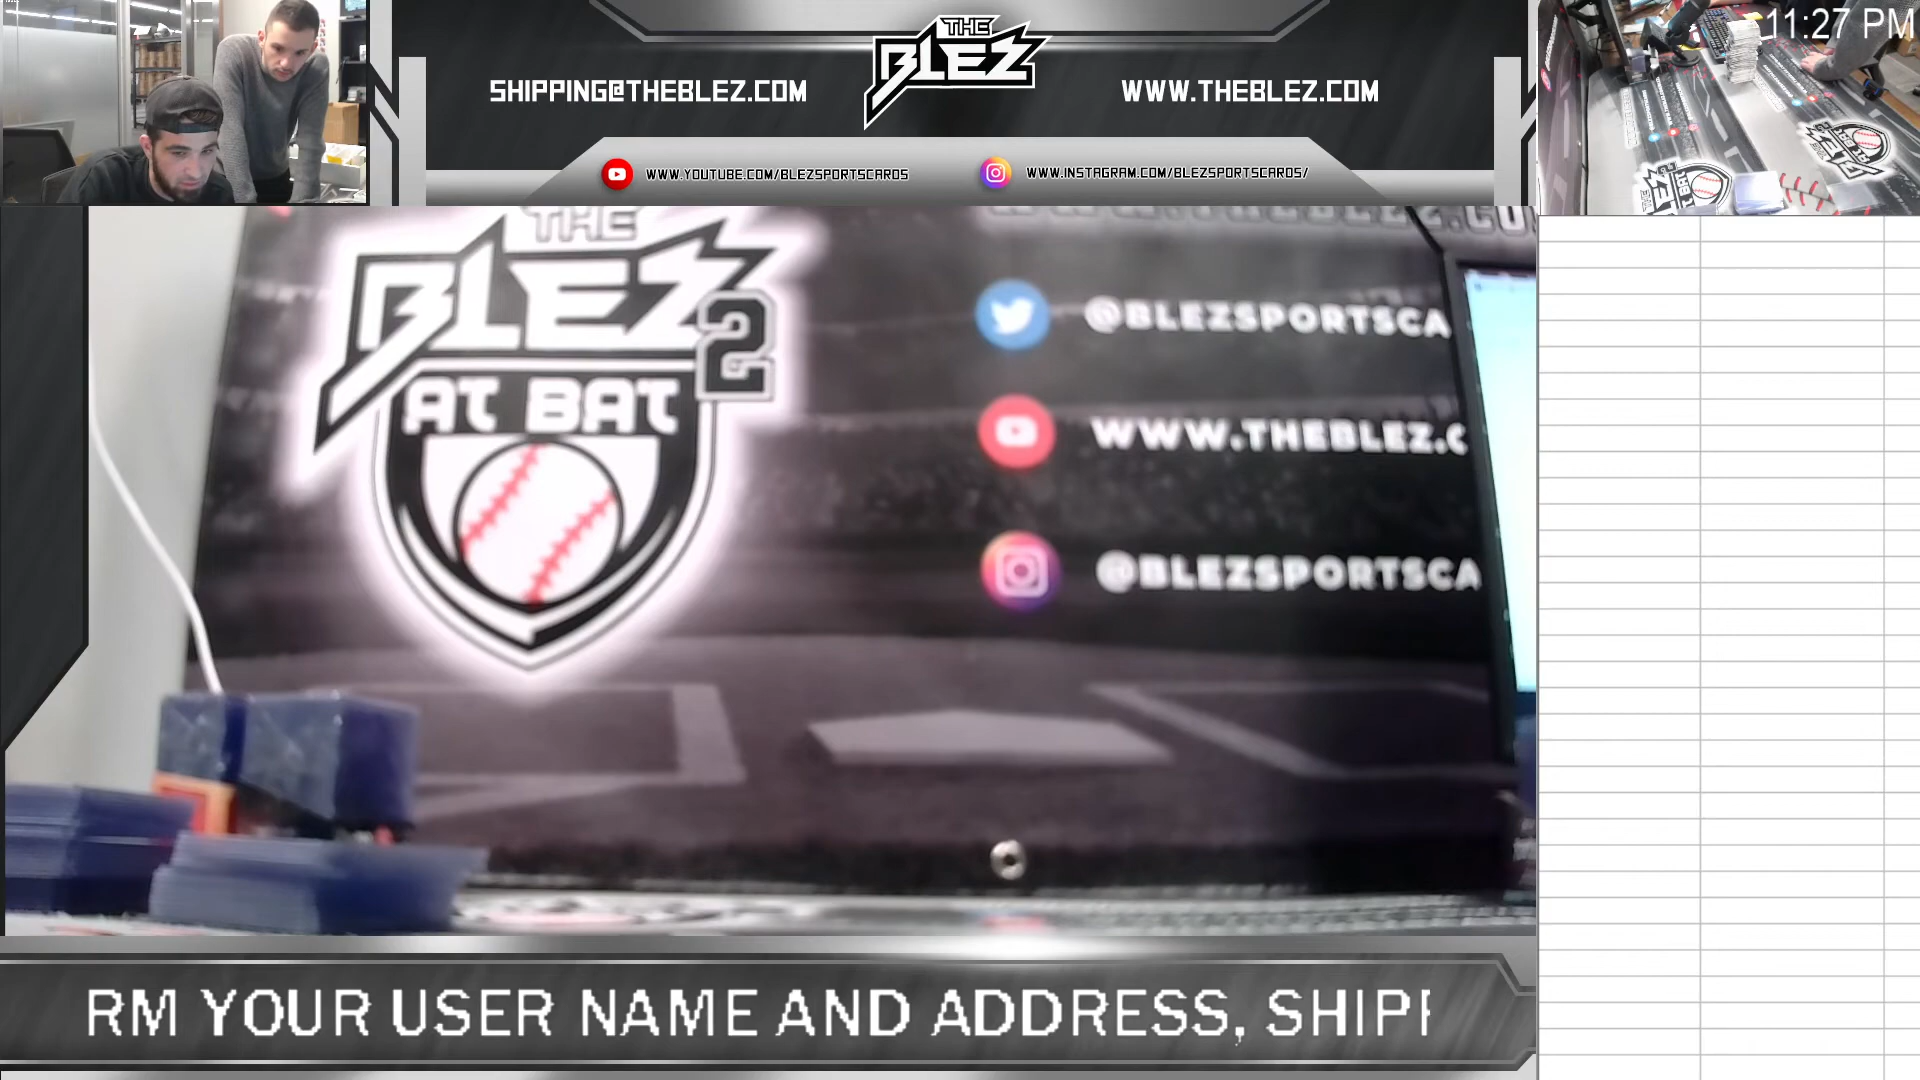 THE
BLEZ
SHIPPING@THEBLEZ.COM
WWW.THEBLEZ.COM
WWW.YOUTUBE.COM/BLEZSPORTSCARDS
WWW.INSTAGRAM.COM/BLEZSPORTSCARDS/
11:27 PM
THE
BLEZ
2
AT BAT
@BLEZSPORTSCA
WWW.THEBLEZ.C
@BLEZSPORTSCA
RM YOUR USER NAME AND ADDRESS, SHIPP